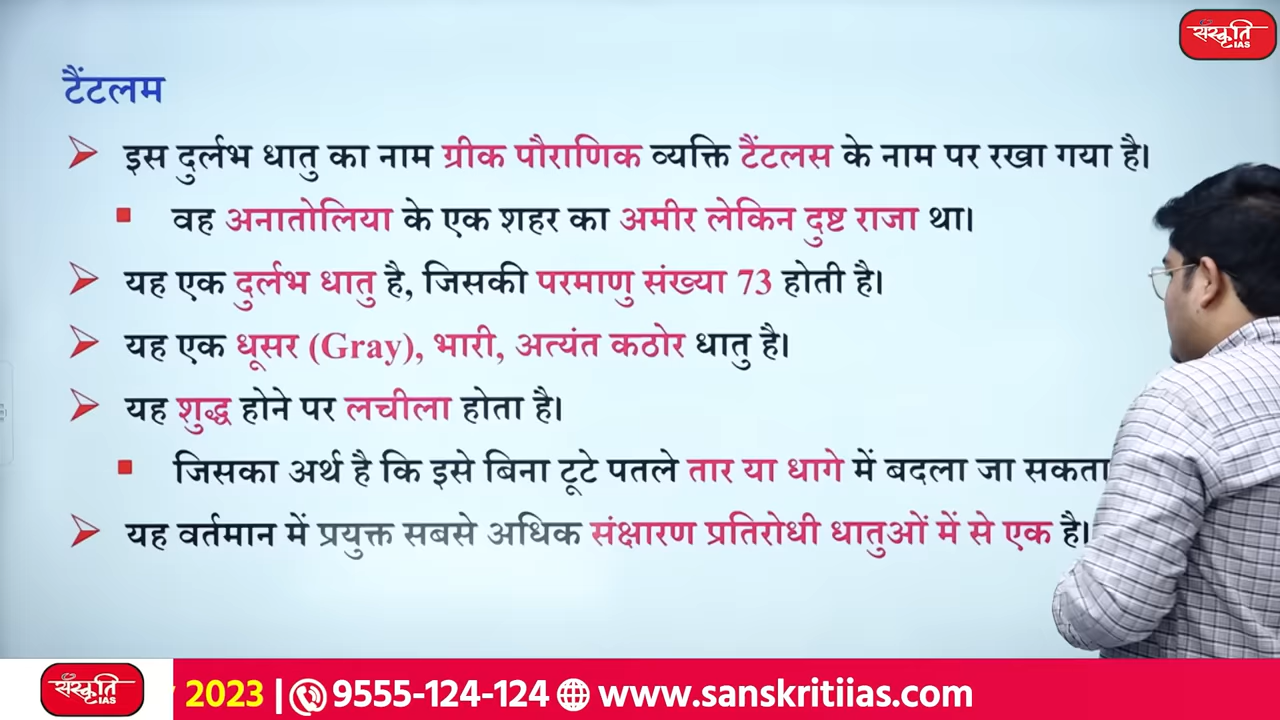 संस्कृति
IAS
टैंटलम
इस दुर्लभ धातु का नाम ग्रीक पौराणिक व्यक्ति टैंटलस के नाम पर रखा गया है।
वह अनातोलिया के एक शहर का अमीर लेकिन दुष्ट राजा था।
यह एक दुर्लभ धातु है, जिसकी परमाणु संख्या 73 होती है।
यह एक धूसर (Gray), भारी, अत्यंत कठोर धातु है।
यह शुद्ध होने पर लचीला होता है।
जिसका अर्थ है कि इसे बिना टूटे पतले तार या धागे में बदला जा सकता
यह वर्तमान में प्रयुक्त सबसे अधिक संक्षारण प्रतिरोधी धातुओं में से एक है।
संस्कृति
IAS
2023 | 9555-124-124 www.sanskritiias.com